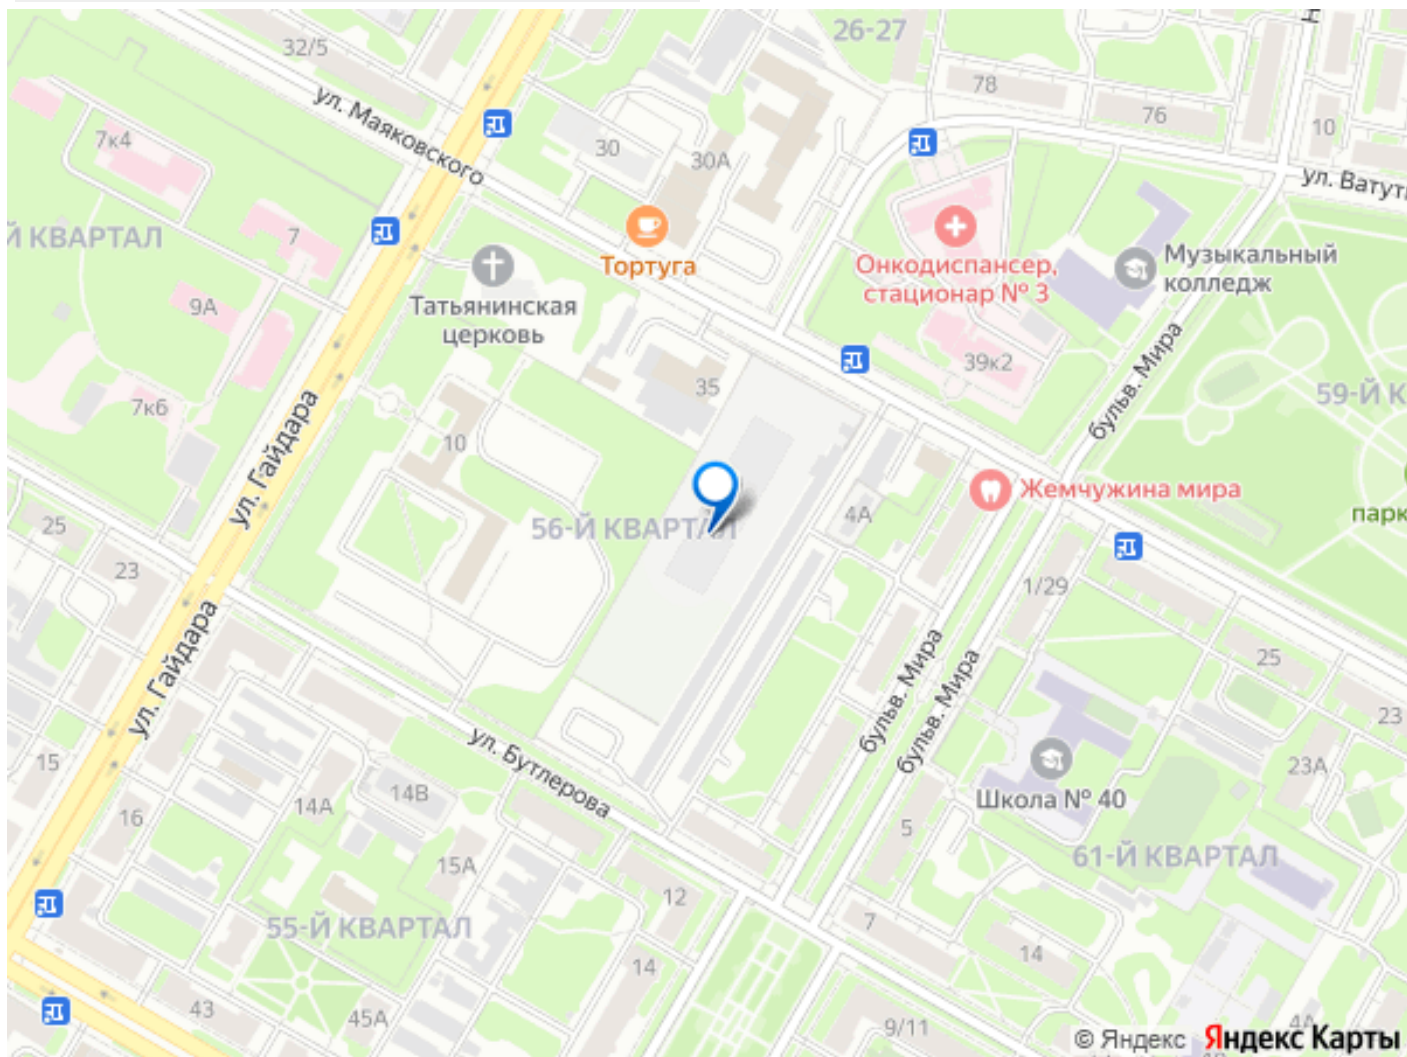 26-27
32/5
78
76
10
ул. Маяковского
7к4
30
30А
ул. Ватут
Й КВАРТАЛ
7
Тортуга
Татьянинская
церковь
Онкодиспансер,
стационар № 3
Музыкальный
колледж
9А
39к2
бульв. Мира
59-Й К
7к6
35
10
ул. Гайдара
Жемчужина мира
парк
25
56-Й КВАРТАЛ
4А
23
1/29
ул. Гайдара
бульв. Мира
бульв. Мира
25
23
15
ул. Бутлерова
23А
14А
14В
16
Школа № 40
5
15А
61-Й КВАРТАЛ
12
55-Й КВАРТАЛ
7
14
14
43
45А
9/11
4А
© Яндекс Яндекс Карты